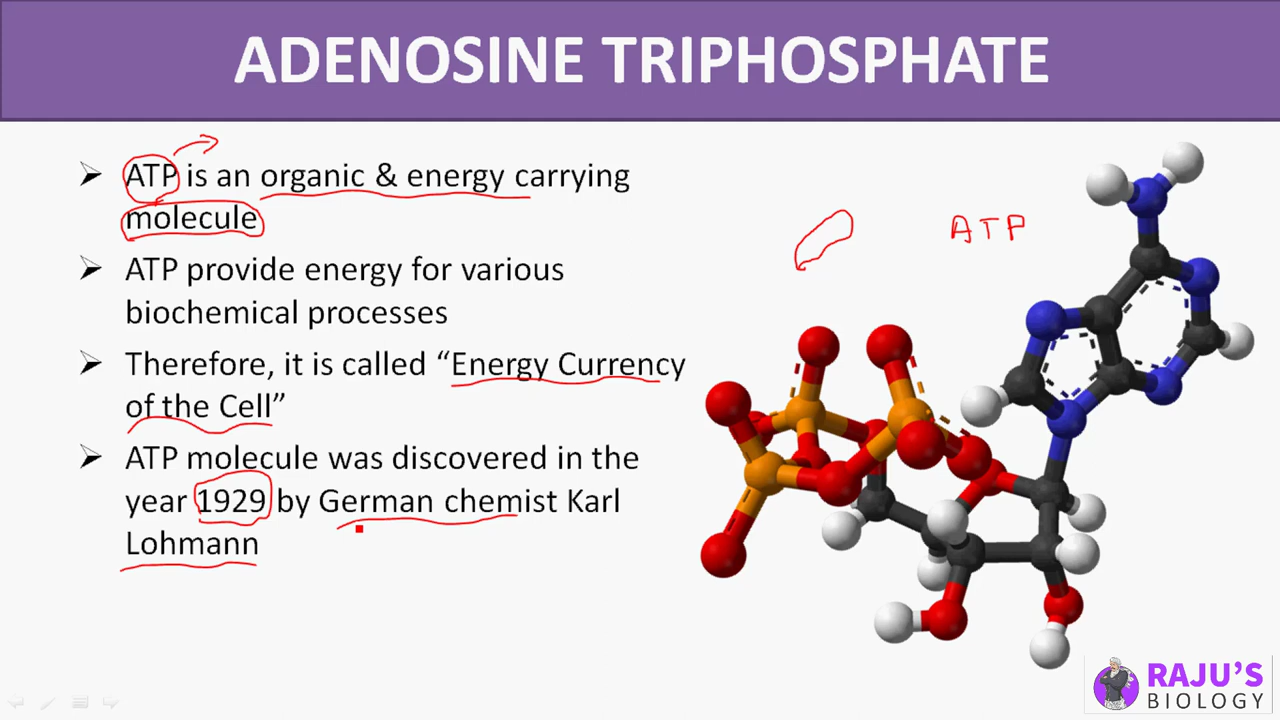 ADENOSINE TRIPHOSPHATE
ATP is an organic & energy carrying
molecule
ATP provide energy for various
biochemical processes
Therefore, it is called “Energy Currency
of the Cell”
ATP molecule was discovered in the
year 1929 by German chemist Karl
Lohmann
ATP
RAJU'S
BIOLOGY